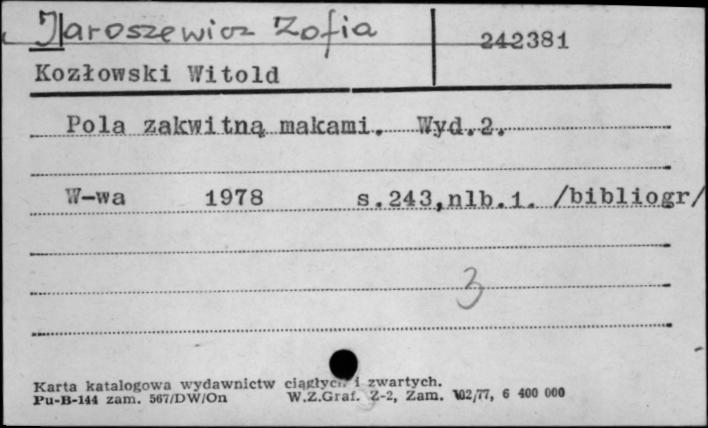 Jaroszewicz Zofia
242381
Kozłowski Witold
Pola zakwitną makami. Wyd.2.
W-wa 1978 s.243,nlb.1. /bibliogr/
3
Karta katalogowa wydawnictw ciągłych i zwartych.
Pu-B-144 zam. 567/DW/On W.Z.Graf. Z-2, Zam. 102/77, 6 400 000